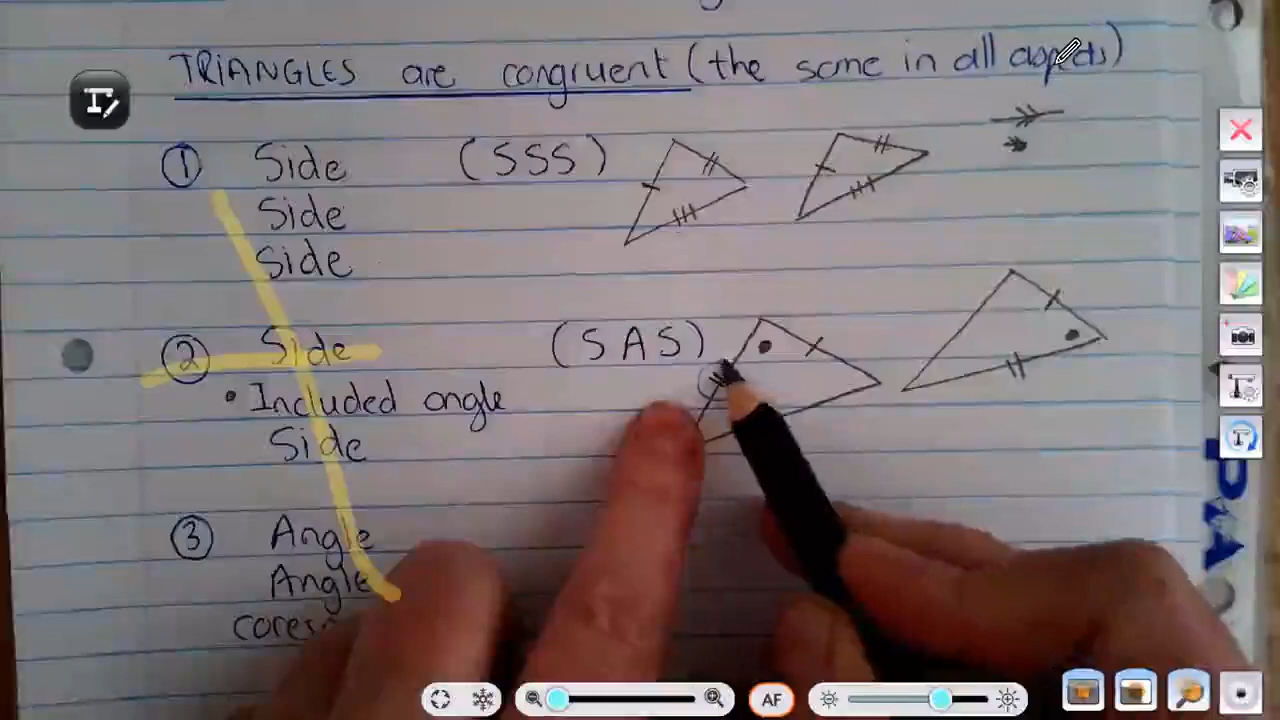 TRIANGLES are congruent (the same in all aspects)
① Side (SSS)
Side
Side
② Side (SAS)
• Included angle
Side
③ Angle
Angle
AF